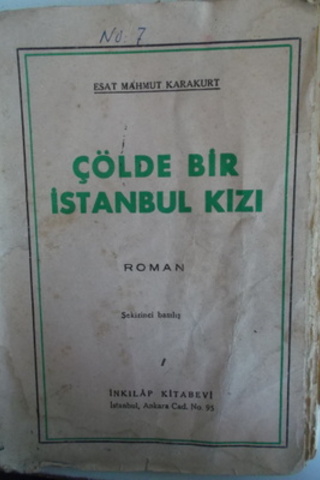 No. 7
ESAT MAHMUT KARAKURT
ÇÖLDE BİR
İSTANBUL KIZI
ROMAN
Sekizinci basılış
İNKILÂP KİTABEVİ
İstanbul, Ankara Cad. No 95